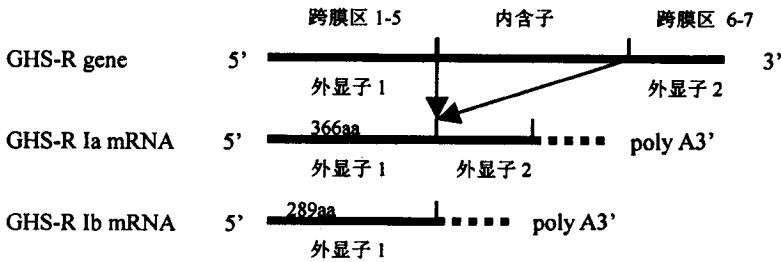 跨膜区 1-5 内含子 跨膜区 6-7
GHS-R gene 5’ 3’
外显子 1 外显子 2
366aa
GHS-R Ia mRNA 5’ poly A3’
外显子 1 外显子 2
289aa
GHS-R Ib mRNA 5’ poly A3’
外显子 1